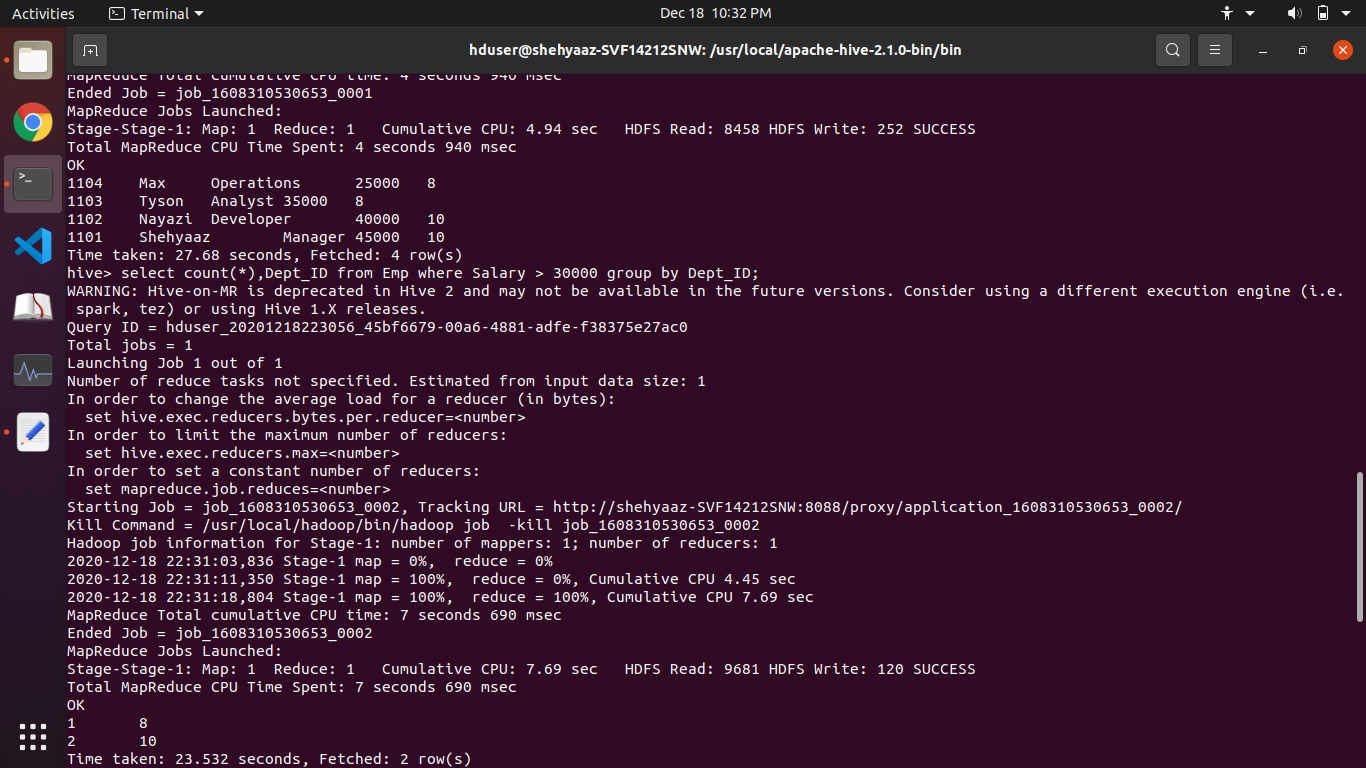 Activities
Terminal
Dec 18 10:32 PM
hduser@shehyaaz-SVF14212SNW: /usr/local/apache-hive-2.1.0-bin/bin
MapReduce Total cumulative CPU time: 4 seconds 940 msec
Ended Job = job_1608310530653_0001
MapReduce Jobs Launched:
Stage-Stage-1: Map: 1  Reduce: 1   Cumulative CPU: 4.94 sec   HDFS Read: 8458 HDFS Write: 252 SUCCESS
Total MapReduce CPU Time Spent: 4 seconds 940 msec
OK
1104    Max     Operations      25000   8
1103    Tyson   Analyst 35000   8
1102    Nayazi  Developer       40000   10
1101    Shehyaaz        Manager 45000   10
Time taken: 27.68 seconds, Fetched: 4 row(s)
hive> select count(*),Dept_ID from Emp where Salary > 30000 group by Dept_ID;
WARNING: Hive-on-MR is deprecated in Hive 2 and may not be available in the future versions. Consider using a different execution engine (i.e.
 spark, tez) or using Hive 1.X releases.
Query ID = hduser_20201218223056_45bf6679-00a6-4881-adfe-f38375e27ac0
Total jobs = 1
Launching Job 1 out of 1
Number of reduce tasks not specified. Estimated from input data size: 1
In order to change the average load for a reducer (in bytes):
  set hive.exec.reducers.bytes.per.reducer=<number>
In order to limit the maximum number of reducers:
  set hive.exec.reducers.max=<number>
In order to set a constant number of reducers:
  set mapreduce.job.reduces=<number>
Starting Job = job_1608310530653_0002, Tracking URL = http://shehyaaz-SVF14212SNW:8088/proxy/application_1608310530653_0002/
Kill Command = /usr/local/hadoop/bin/hadoop job  -kill job_1608310530653_0002
Hadoop job information for Stage-1: number of mappers: 1; number of reducers: 1
2020-12-18 22:31:03,836 Stage-1 map = 0%,  reduce = 0%
2020-12-18 22:31:11,350 Stage-1 map = 100%,  reduce = 0%, Cumulative CPU 4.45 sec
2020-12-18 22:31:18,804 Stage-1 map = 100%,  reduce = 100%, Cumulative CPU 7.69 sec
MapReduce Total cumulative CPU time: 7 seconds 690 msec
Ended Job = job_1608310530653_0002
MapReduce Jobs Launched:
Stage-Stage-1: Map: 1  Reduce: 1   Cumulative CPU: 7.69 sec   HDFS Read: 9681 HDFS Write: 120 SUCCESS
Total MapReduce CPU Time Spent: 7 seconds 690 msec
OK
1       8
2       10
Time taken: 23.532 seconds, Fetched: 2 row(s)